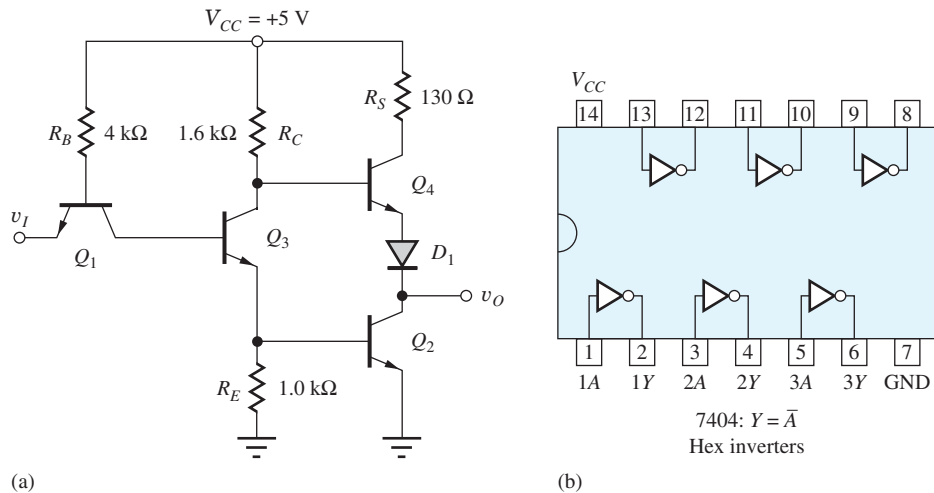 V_CC = +5 V
R_B 4 kΩ
1.6 kΩ R_C
R_S 130 Ω
v_I
Q_1
Q_3
Q_4
D_1
v_O
Q_2
R_E 1.0 kΩ
(a)
V_CC
14 13 12 11 10 9 8
1 2 3 4 5 6 7
1A 1Y 2A 2Y 3A 3Y GND
7404: Y = A̅
Hex inverters
(b)